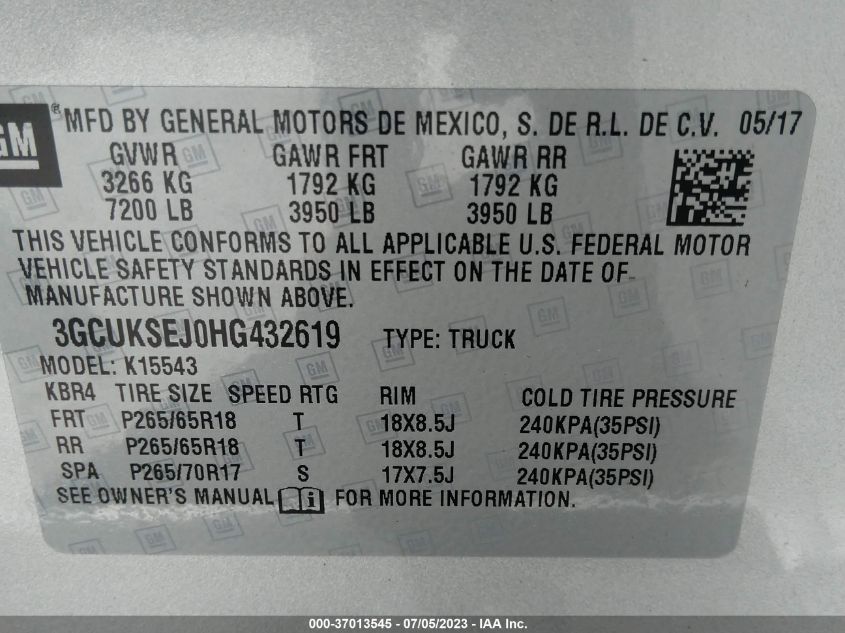 GM® MFD BY GENERAL MOTORS DE MEXICO, S. DE R.L. DE C.V. 05/17
GVWR GAWR FRT GAWR RR
3266 KG 1792 KG 1792 KG
7200 LB 3950 LB 3950 LB
THIS VEHICLE CONFORMS TO ALL APPLICABLE U.S. FEDERAL MOTOR
VEHICLE SAFETY STANDARDS IN EFFECT ON THE DATE OF
MANUFACTURE SHOWN ABOVE.
3GCUKSEJ0HG432619 TYPE: TRUCK
MODEL: K15543
KBR4 TIRE SIZE SPEED RTG RIM COLD TIRE PRESSURE
FRT P265/65R18 T 18X8.5J 240KPA(35PSI)
RR P265/65R18 T 18X8.5J 240KPA(35PSI)
SPA P265/70R17 S 17X7.5J 240KPA(35PSI)
SEE OWNER'S MANUAL i FOR MORE INFORMATION.
000-37013545 - 07/05/2023 - IAA Inc.